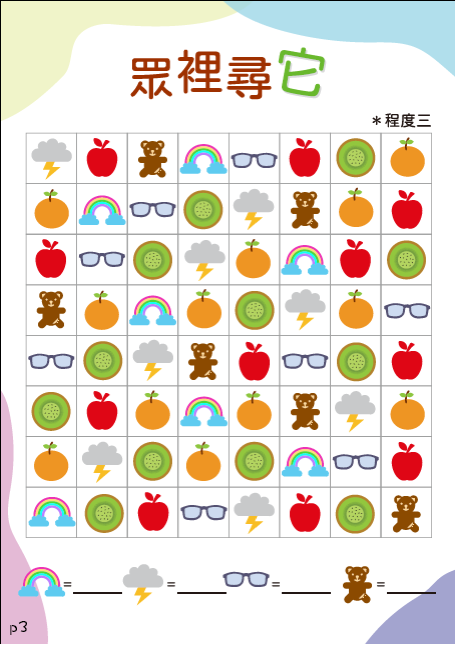 眾裡尋它
＊程度三
= = = =
p3